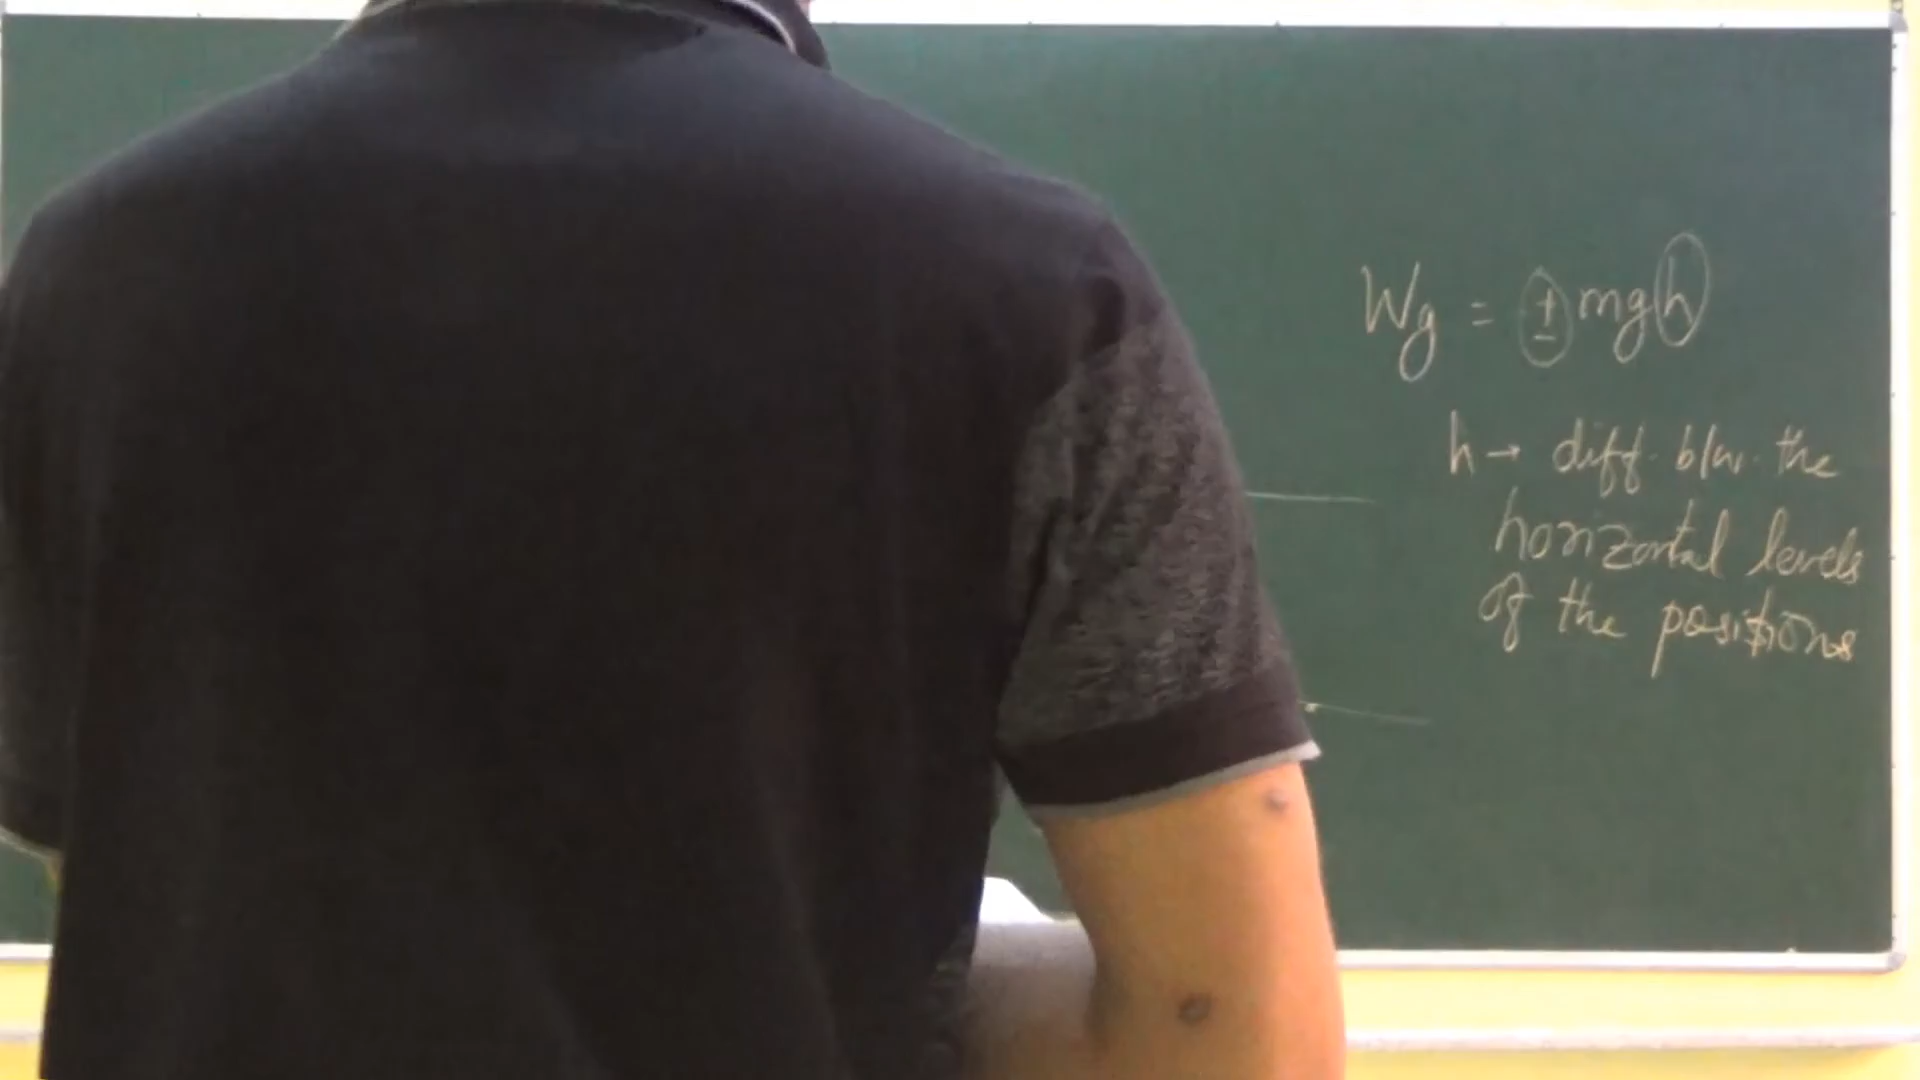 Wg = ± mgh
h → diff. b/w. the
horizontal levels
of the positions